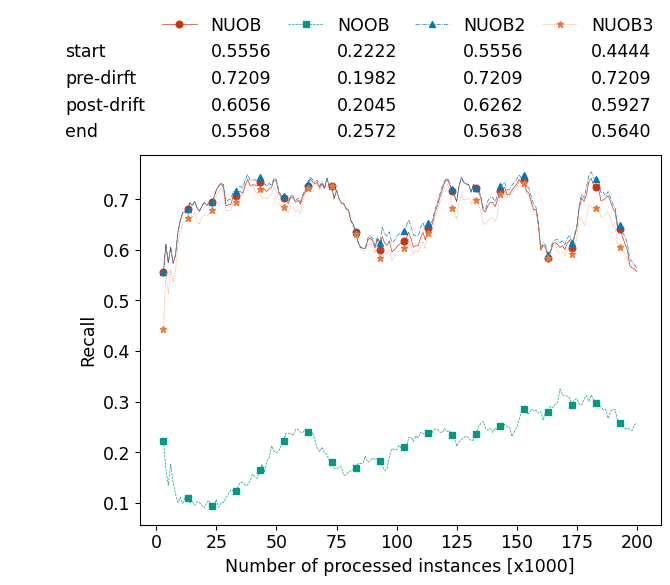 NUOB NOOB NUOB2 NUOB3
start 0.5556 0.2222 0.5556 0.4444
pre-dirft 0.7209 0.1982 0.7209 0.7209
post-drift 0.6056 0.2045 0.6262 0.5927
end 0.5568 0.2572 0.5638 0.5640
0.7
0.6
0.5
0.4
0.3
0.2
0.1
Recall
0 25 50 75 100 125 150 175 200
Number of processed instances [x1000]